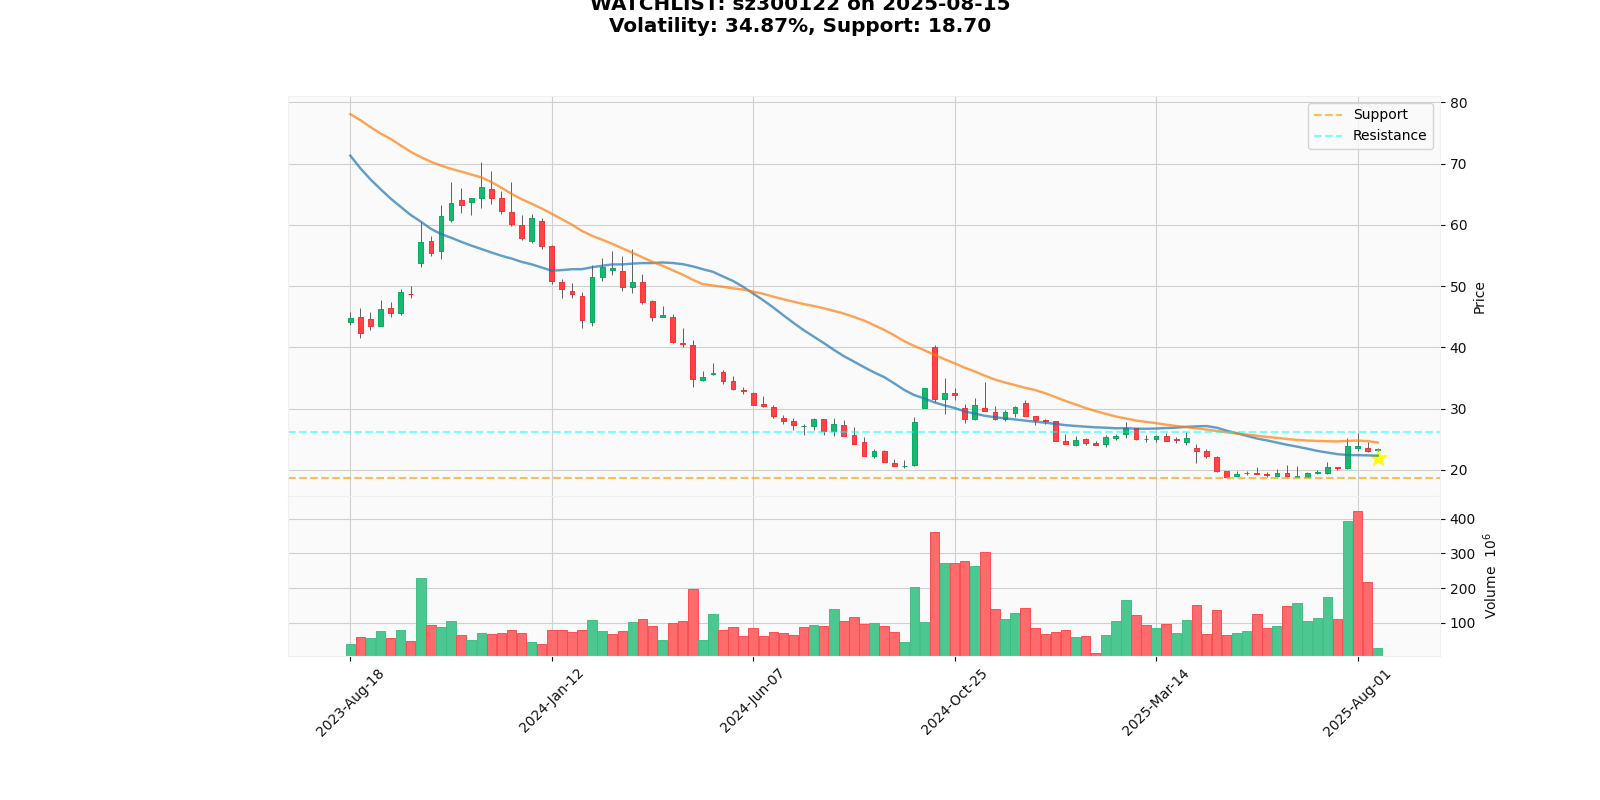 WATCHLIST: sz300122 on 2025-08-15
Volatility: 34.87%, Support: 18.70
Support
Resistance
80
70
60
50
40
30
20
Price
400
300
200
100
Volume 10⁶
2023-Aug-18
2024-Jan-12
2024-Jun-07
2024-Oct-25
2025-Mar-14
2025-Aug-01